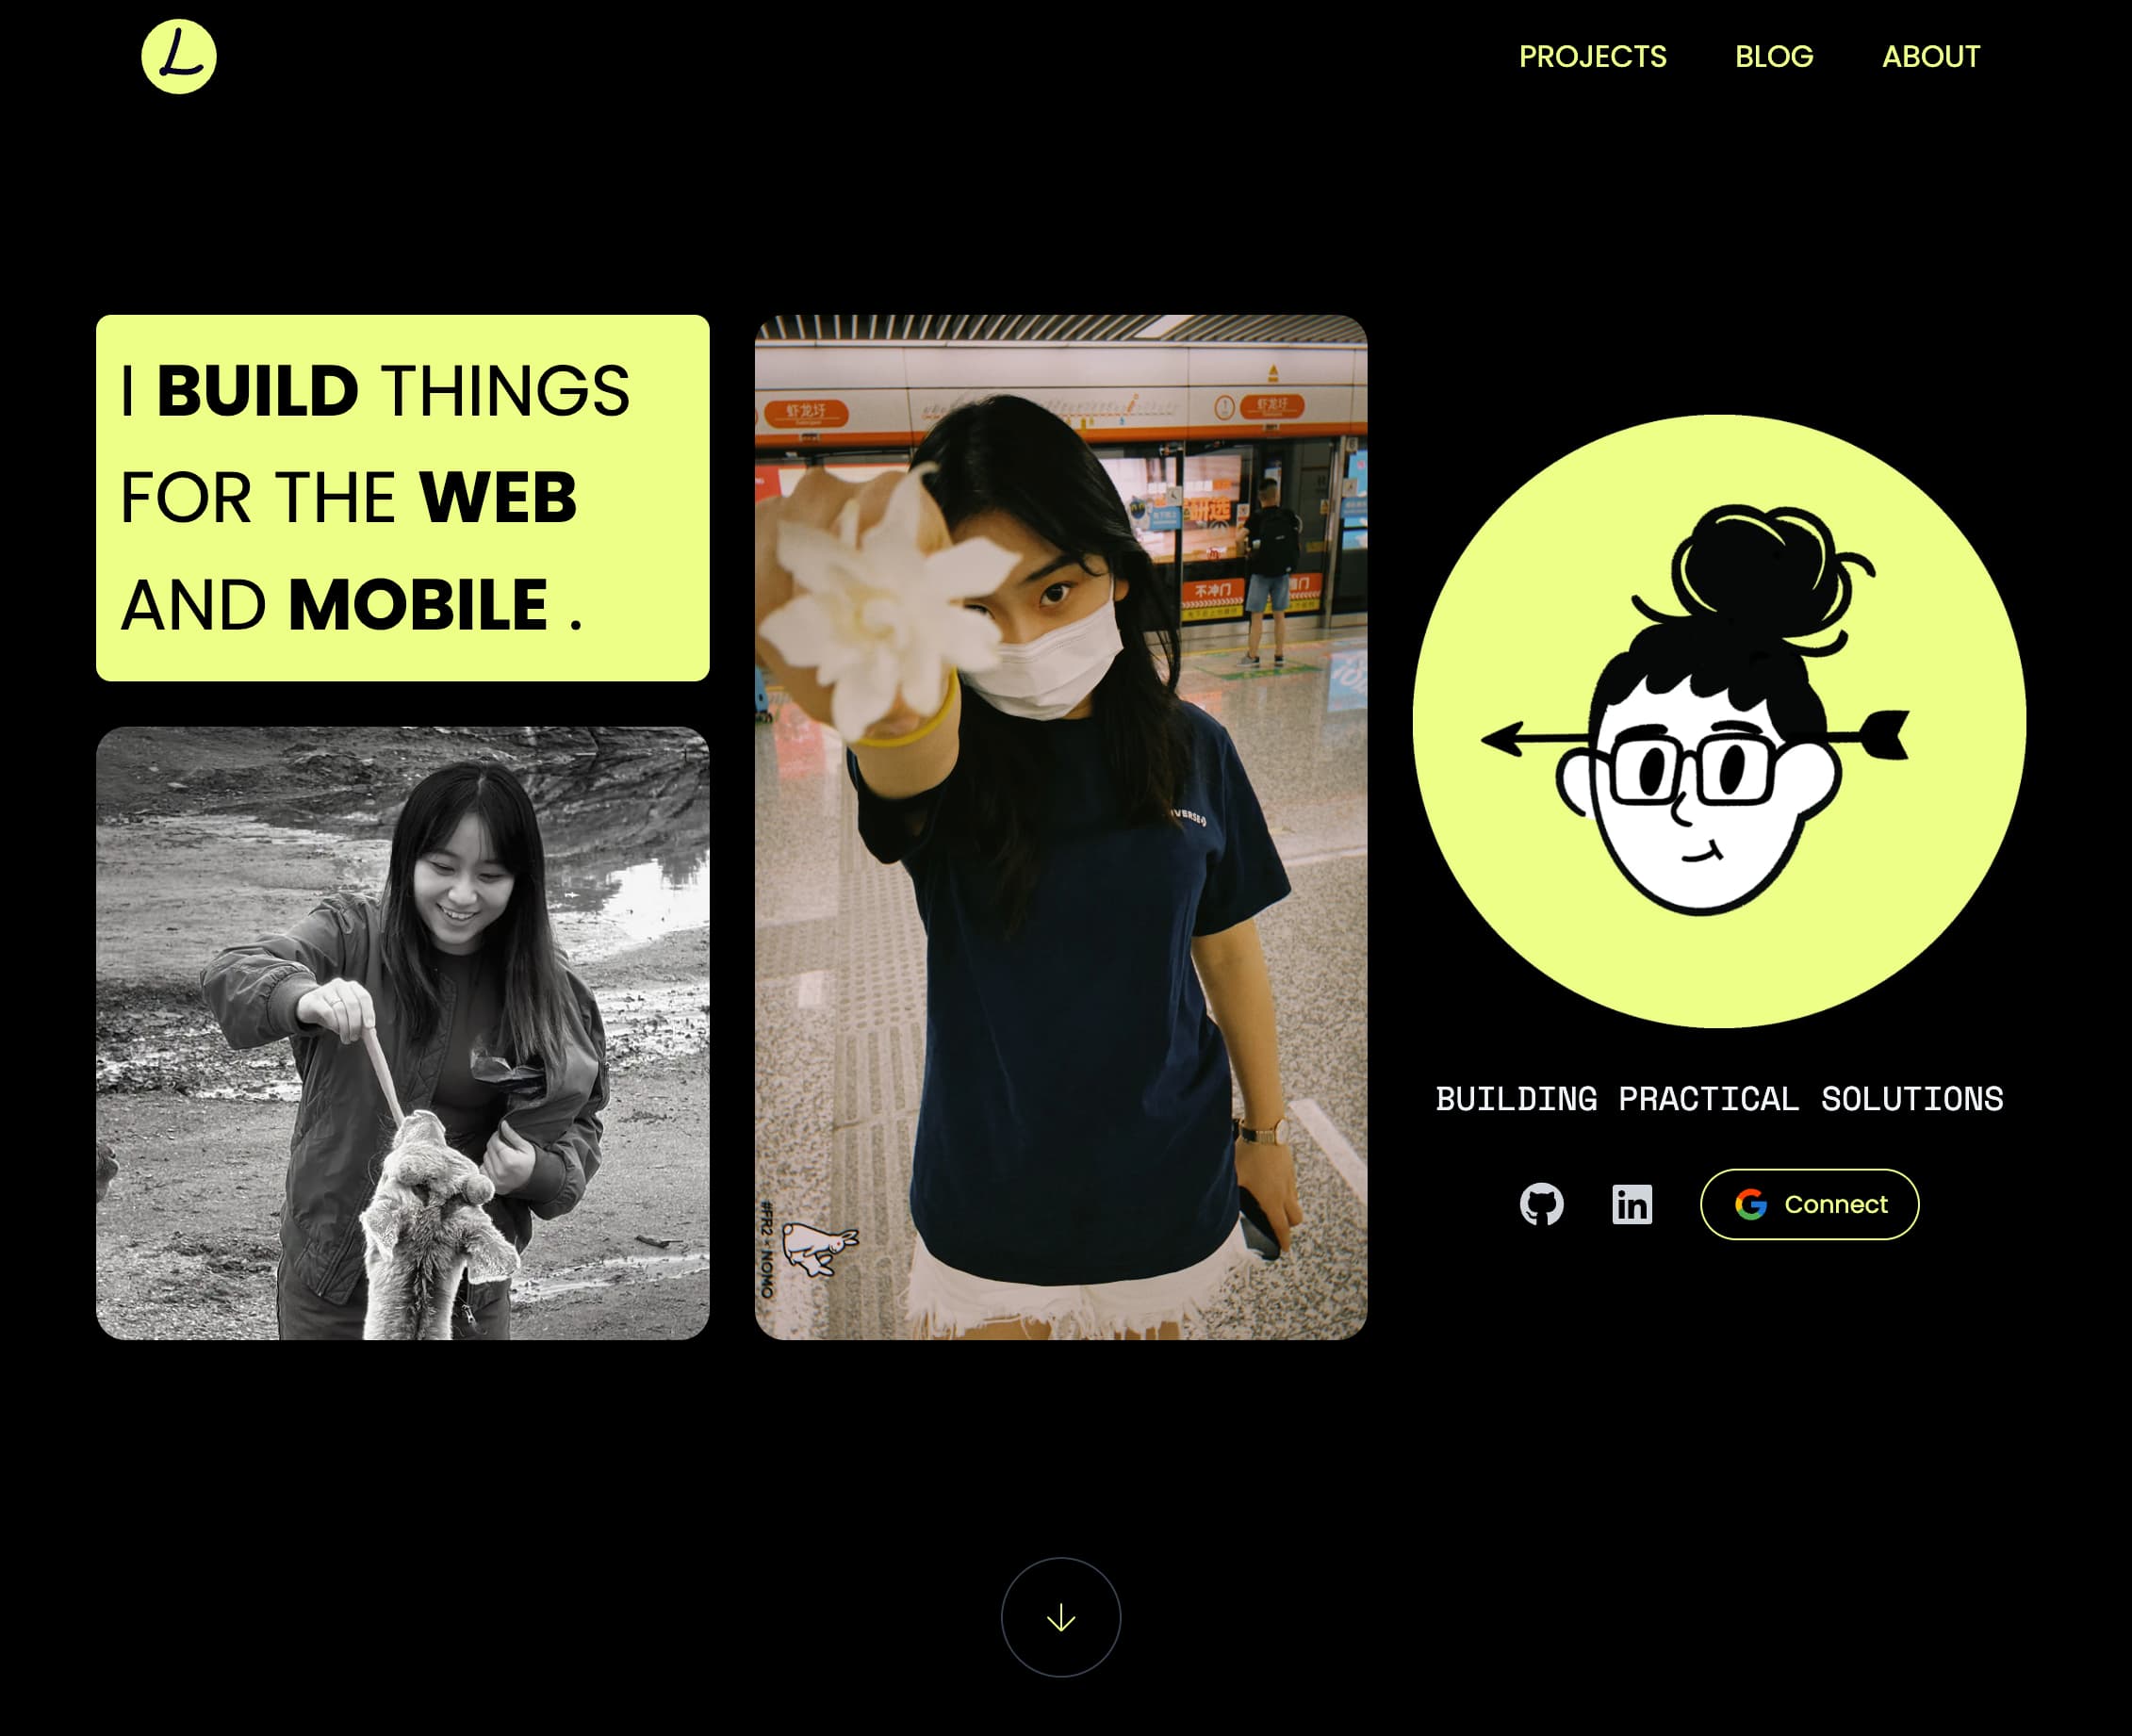 L
PROJECTS
BLOG
ABOUT
I BUILD THINGS
FOR THE WEB
AND MOBILE .
虾龙圩
虾龙圩
不冲门
#FR2 × NOMO
BUILDING PRACTICAL SOLUTIONS
in
Connect